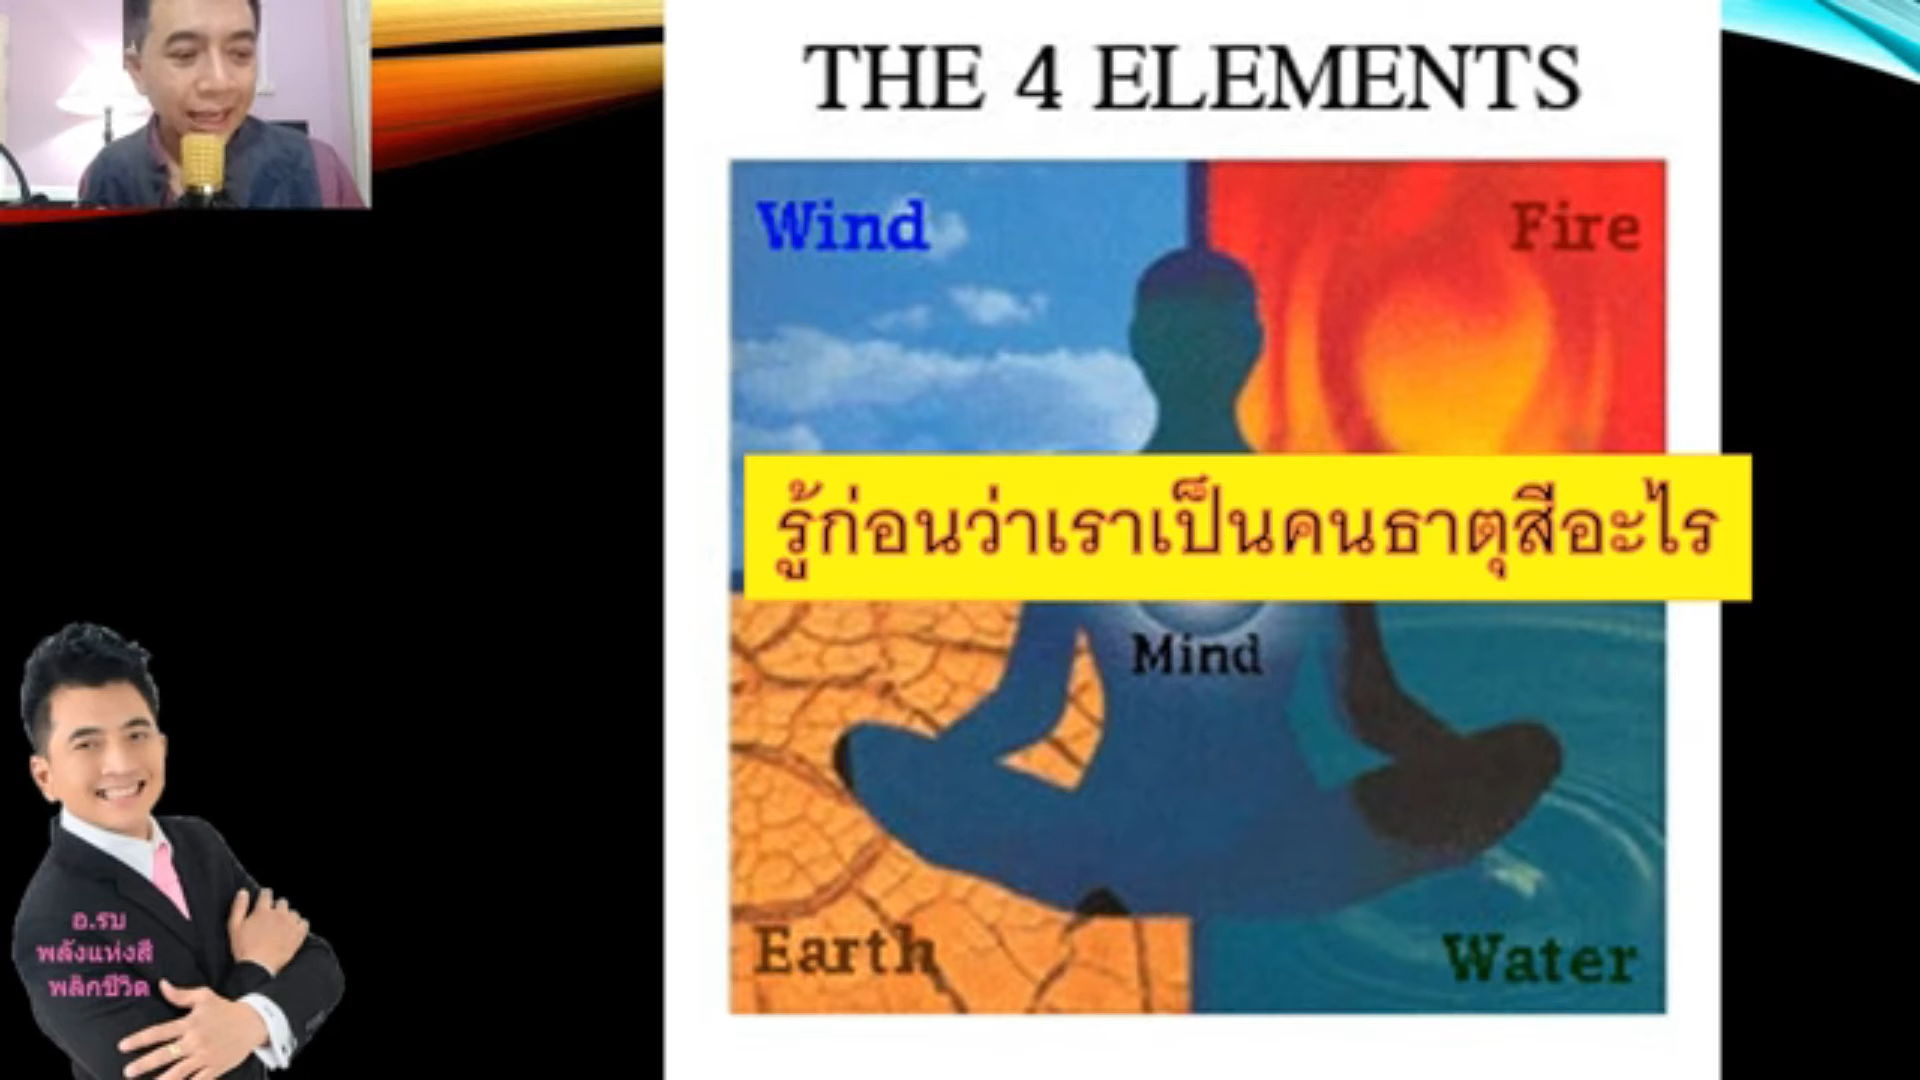 THE 4 ELEMENTS
Wind
Fire
รู้ก่อนว่าเราเป็นคนธาตุสีอะไร
Mind
Earth
Water
อ.รบ
พลังแห่งสี
พลิกชีวิต